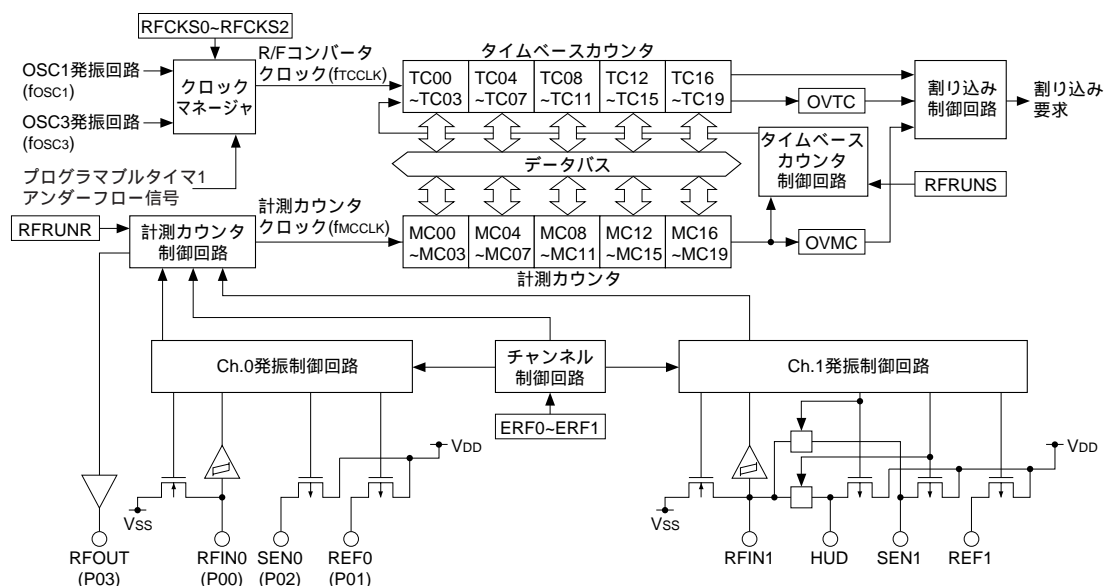 RFCKS0~RFCKS2
R/Fコンバータ
クロック(fTCCLK)
タイムベースカウンタ
OSC1発振回路
(fOSC1)
OSC3発振回路
(fOSC3)
クロック
マネージャ
プログラマブルタイマ1
アンダーフロー信号
TC00
~TC03
TC04
~TC07
TC08
~TC11
TC12
~TC15
TC16
~TC19
OVTC
割り込み
制御回路
割り込み
要求
データバス
タイムベース
カウンタ
制御回路
RFRUNS
RFRUNR
計測カウンタ
制御回路
計測カウンタ
クロック(fMCCLK)
MC00
~MC03
MC04
~MC07
MC08
~MC11
MC12
~MC15
MC16
~MC19
OVMC
計測カウンタ
Ch.0発振制御回路
チャンネル
制御回路
Ch.1発振制御回路
ERF0~ERF1
VDD
VDD
VSS
VSS
RFOUT
(P03)
RFIN0
(P00)
SEN0
(P02)
REF0
(P01)
RFIN1
HUD
SEN1
REF1